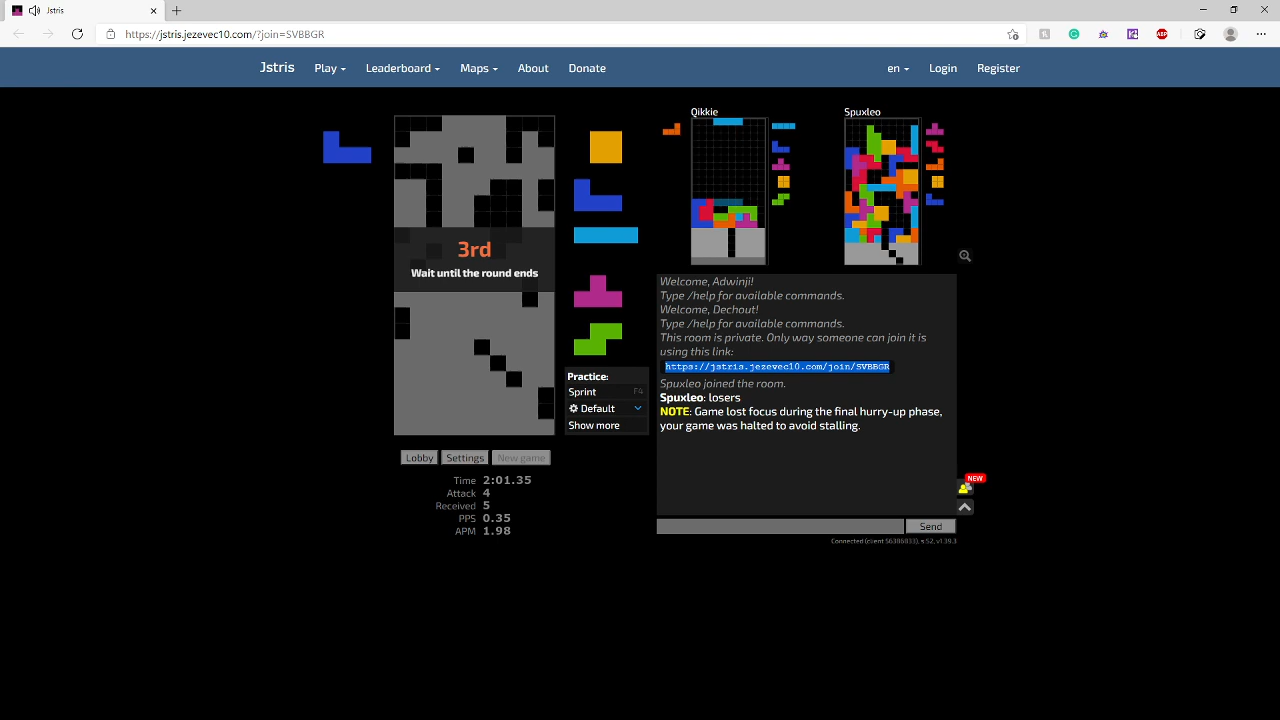 Jstris
https://jstris.jezevec10.com/?join=SVBBGR
Jstris
Play
Leaderboard
Maps
About
Donate
en
Login
Register
Qikkie
Spuxleo
3rd
Wait until the round ends
Practice:
Sprint F4
Default
Show more
Lobby
Settings
New game
Time 2:01.35
Attack 4
Received 5
PPS 0.35
APM 1.98
Welcome, Adwinji!
Type /help for available commands.
Welcome, Dechout!
Type /help for available commands.
This room is private. Only way someone can join it is
using this link:
https://jstris.jezevec10.com/join/SVBBGR
Spuxleo joined the room.
Spuxleo: losers
NOTE: Game lost focus during the final hurry-up phase,
your game was halted to avoid stalling.
NEW
Send